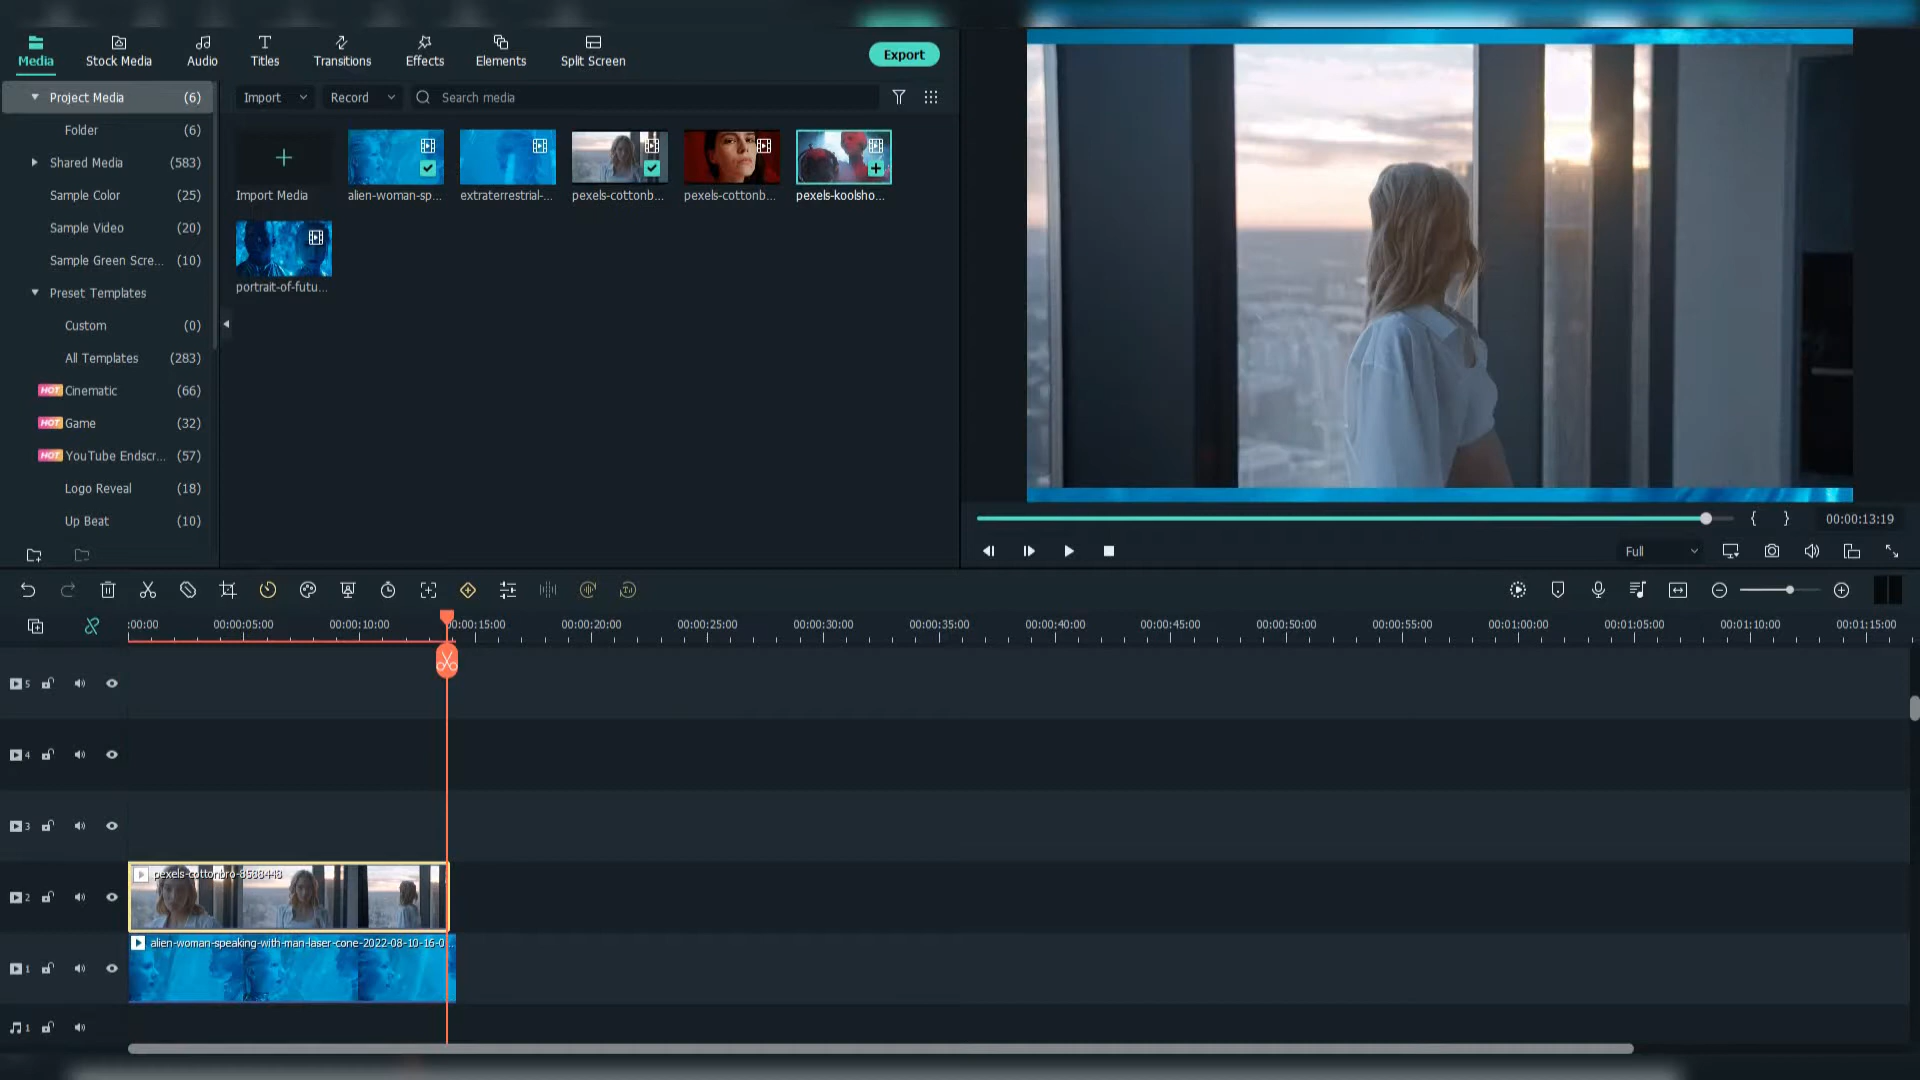 Media
Stock Media
Audio
Titles
Transitions
Effects
Elements
Split Screen
Export
Project Media (6)
Folder (6)
Shared Media (583)
Sample Color (25)
Sample Video (20)
Sample Green Scre... (10)
Preset Templates
Custom (0)
All Templates (283)
HOT Cinematic (66)
HOT Game (32)
HOT YouTube Endscr... (57)
Logo Reveal (18)
Up Beat (10)
Import
Record
Search media
Import Media
alien-woman-sp...
extraterrestrial-...
pexels-cottonb...
pexels-cottonb...
pexels-koolsho...
portrait-of-futu...
{ } 00:00:13:19
Full
:00:00
00:00:05:00
00:00:10:00
00:00:15:00
00:00:20:00
00:00:25:00
00:00:30:00
00:00:35:00
00:00:40:00
00:00:45:00
00:00:50:00
00:00:55:00
00:01:00:00
00:01:05:00
00:01:10:00
00:01:15:00
5
4
3
2
pexels-cottonbro-8588448
1
alien-woman-speaking-with-man-laser-cone-2022-08-10-16-0...
1